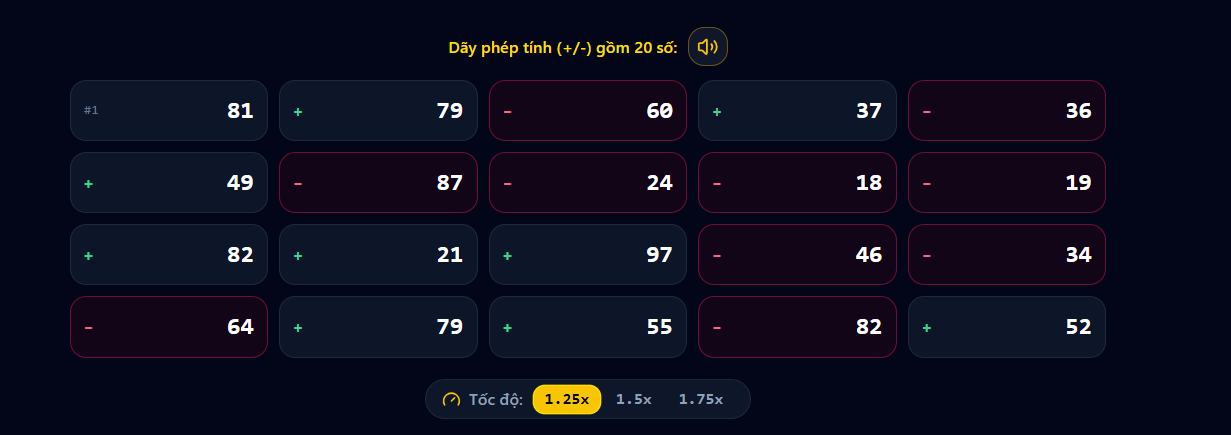 Dãy phép tính (+/-) gồm 20 số:
#1 81 + 79 - 60 + 37 - 36
+ 49 - 87 - 24 - 18 - 19
+ 82 + 21 + 97 - 46 - 34
- 64 + 79 + 55 - 82 + 52
Tốc độ: 1.25x 1.5x 1.75x